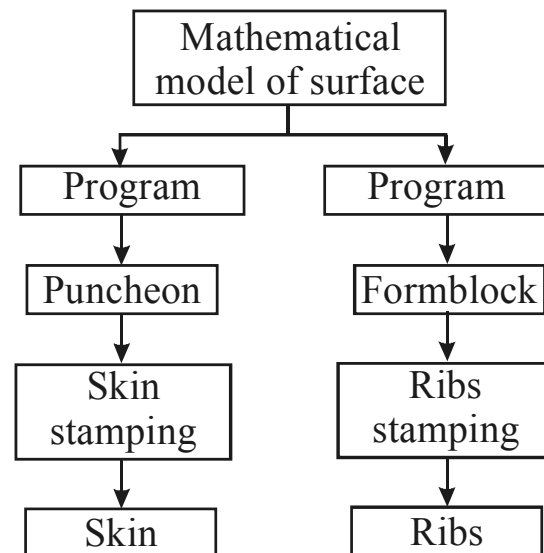 Mathematical
model of surface
Program
Program
Puncheon
Formblock
Skin
stamping
Ribs
stamping
Skin
Ribs